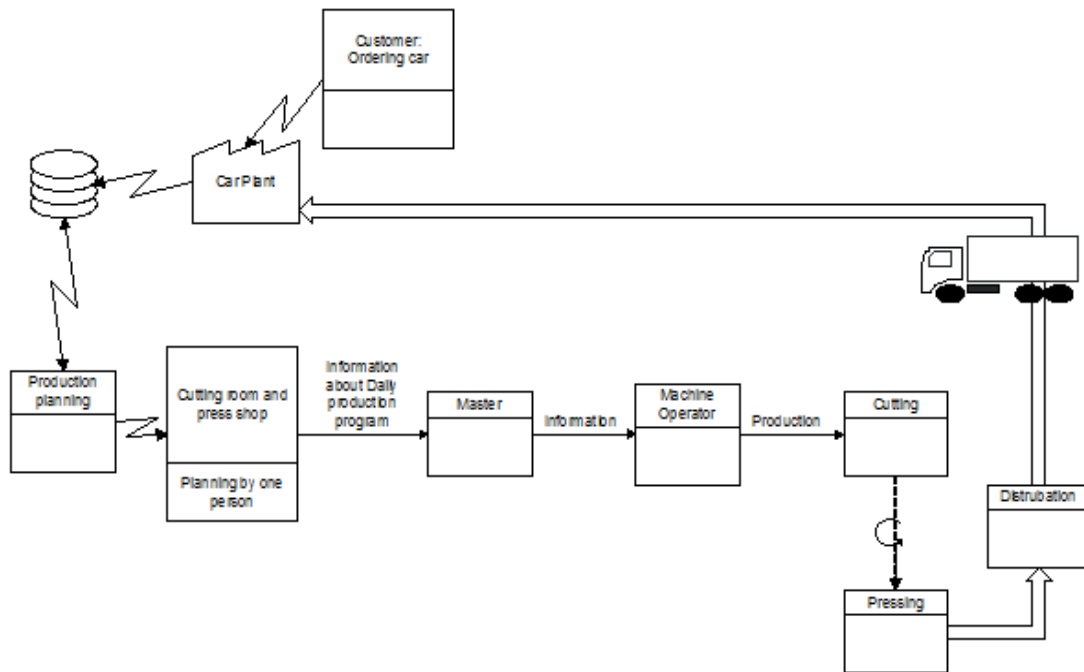 Customer:
Ordering car
Car Plant
Production
planning
Cutting room and
press shop
Planning by one
person
Information
about Daily
production
program
Master
Information
Machine
Operator
Production
Cutting
Pressing
Distrubation